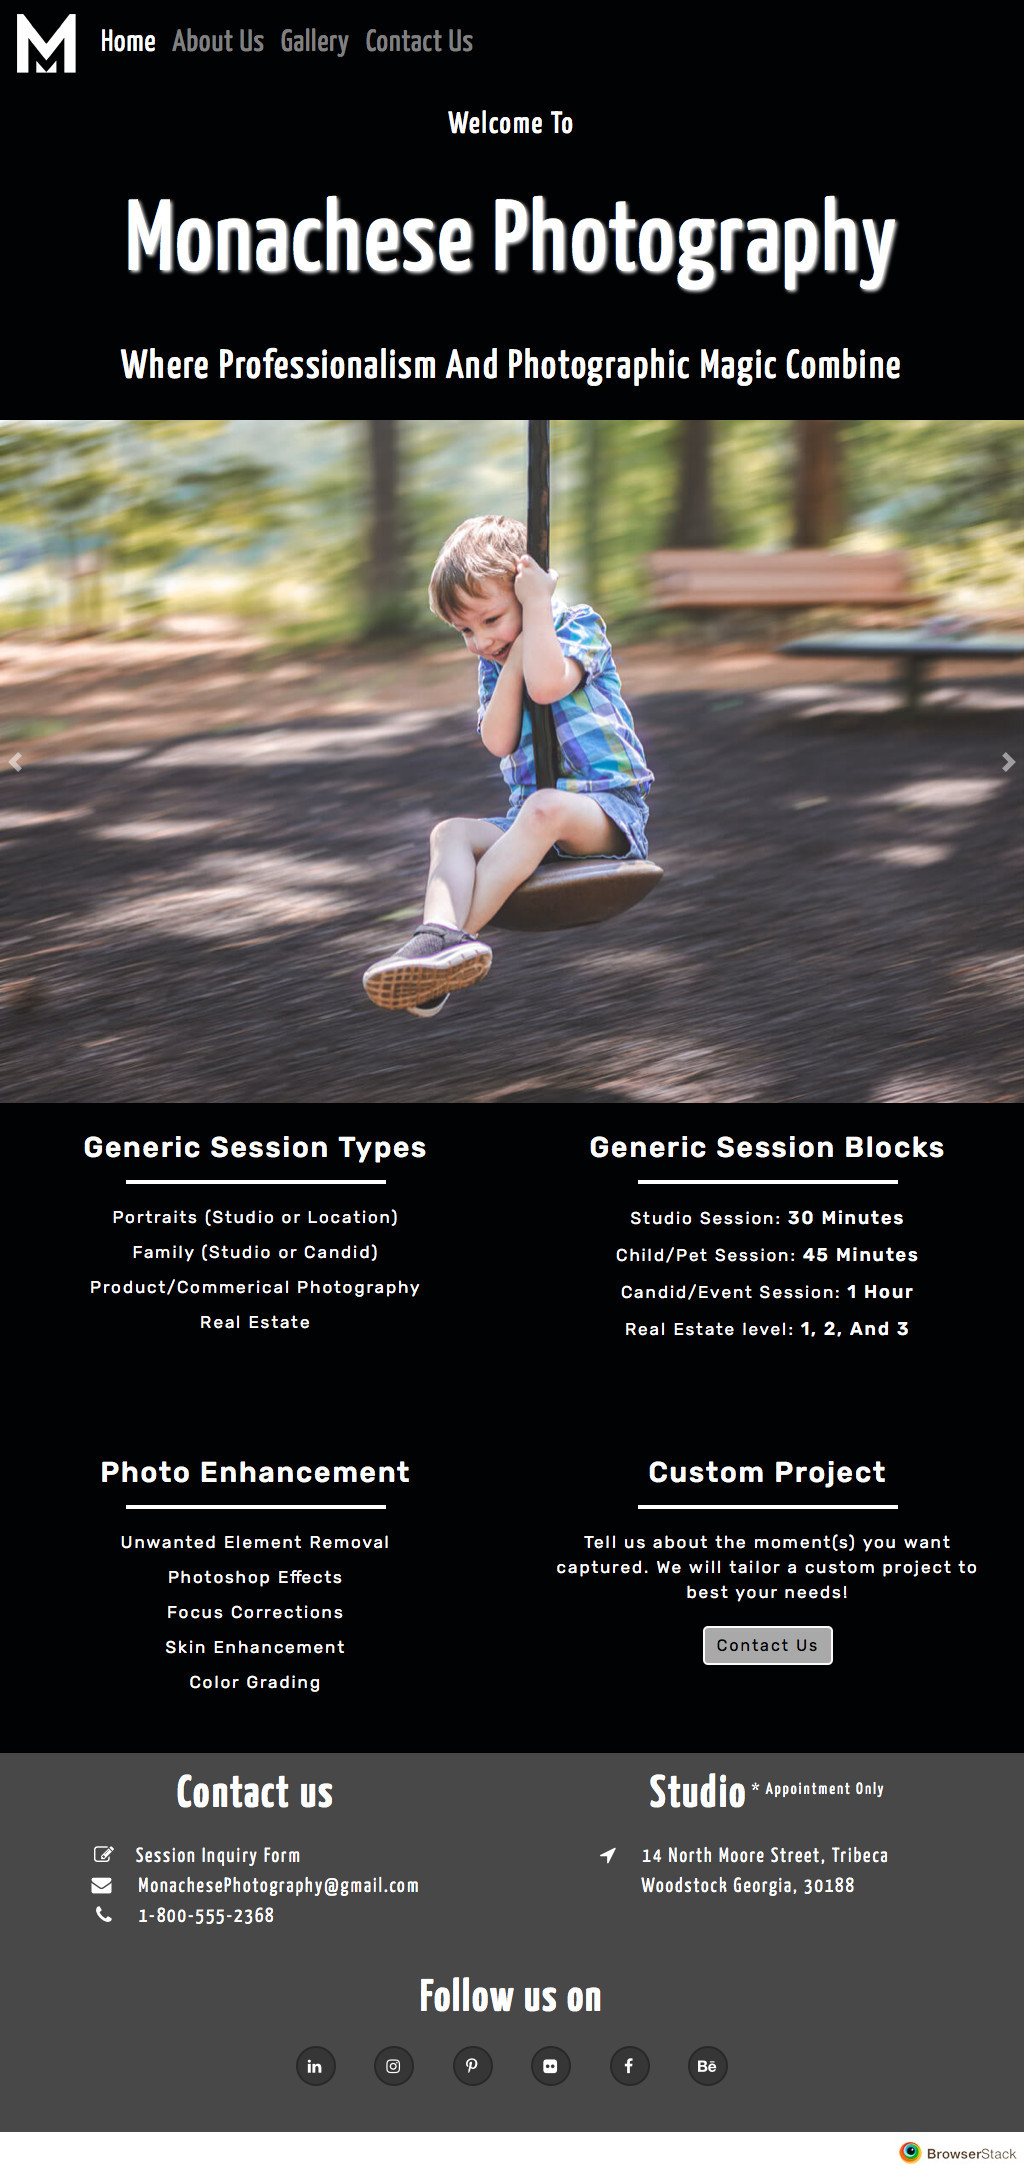 M
Home About Us Gallery Contact Us
Welcome To
Monachese Photography
Where Professionalism And Photographic Magic Combine
Generic Session Types
Portraits (Studio or Location)
Family (Studio or Candid)
Product/Commerical Photography
Real Estate
Generic Session Blocks
Studio Session: 30 Minutes
Child/Pet Session: 45 Minutes
Candid/Event Session: 1 Hour
Real Estate level: 1, 2, And 3
Photo Enhancement
Unwanted Element Removal
Photoshop Effects
Focus Corrections
Skin Enhancement
Color Grading
Custom Project
Tell us about the moment(s) you want
captured. We will tailor a custom project to
best your needs!
Contact Us
Contact us
Session Inquiry Form
MonachesePhotography@gmail.com
1-800-555-2368
Studio * Appointment Only
14 North Moore Street, Tribeca
Woodstock Georgia, 30188
Follow us on
in f Bē
BrowserStack